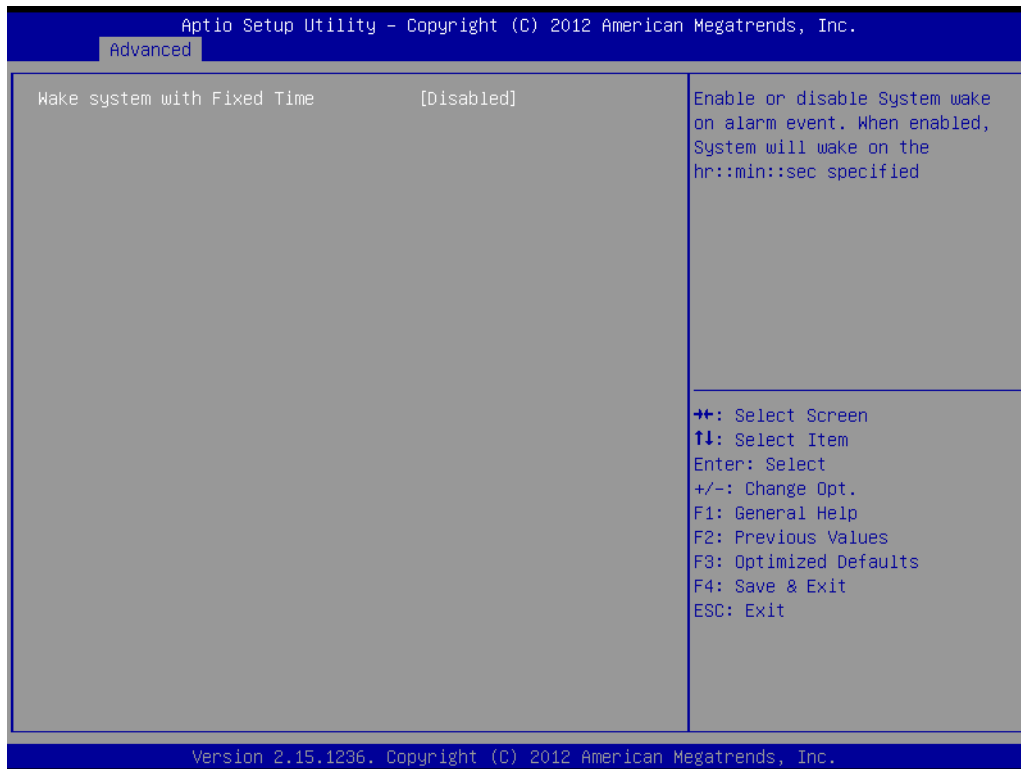 Aptio Setup Utility – Copyright (C) 2012 American Megatrends, Inc.
Advanced
Wake system with Fixed Time [Disabled]
Enable or disable System wake
on alarm event. When enabled,
System will wake on the
hr::min::sec specified
→←: Select Screen
↑↓: Select Item
Enter: Select
+/-: Change Opt.
F1: General Help
F2: Previous Values
F3: Optimized Defaults
F4: Save & Exit
ESC: Exit
Version 2.15.1236. Copyright (C) 2012 American Megatrends, Inc.